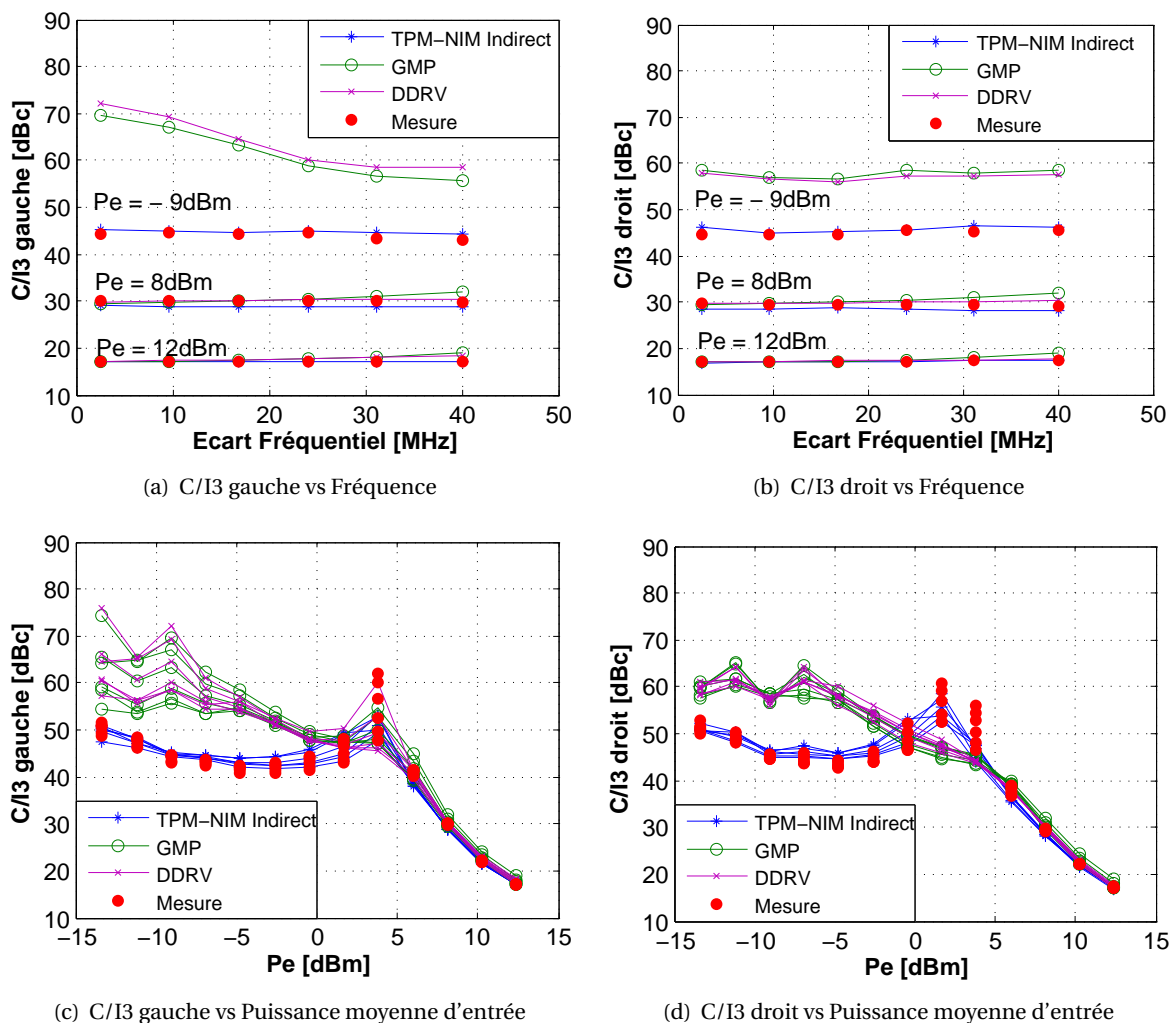 90
80
70
60
50
40
30
20
10
0 10 20 30 40 50
C/I3 gauche [dBc]
Ecart Fréquentiel [MHz]
TPM−NIM Indirect
GMP
DDRV
Mesure
Pe = − 9dBm
Pe = 8dBm
Pe = 12dBm
(a) C/I3 gauche vs Fréquence
90
80
70
60
50
40
30
20
10
0 10 20 30 40 50
C/I3 droit [dBc]
Ecart Fréquentiel [MHz]
TPM−NIM Indirect
GMP
DDRV
Mesure
Pe = − 9dBm
Pe = 8dBm
Pe = 12dBm
(b) C/I3 droit vs Fréquence
90
80
70
60
50
40
30
20
10
−15 −10 −5 0 5 10 15
C/I3 gauche [dBc]
Pe [dBm]
TPM−NIM Indirect
GMP
DDRV
Mesure
(c) C/I3 gauche vs Puissance moyenne d'entrée
90
80
70
60
50
40
30
20
10
−15 −10 −5 0 5 10 15
C/I3 droit [dBc]
Pe [dBm]
TPM−NIM Indirect
GMP
DDRV
Mesure
(d) C/I3 droit vs Puissance moyenne d'entrée